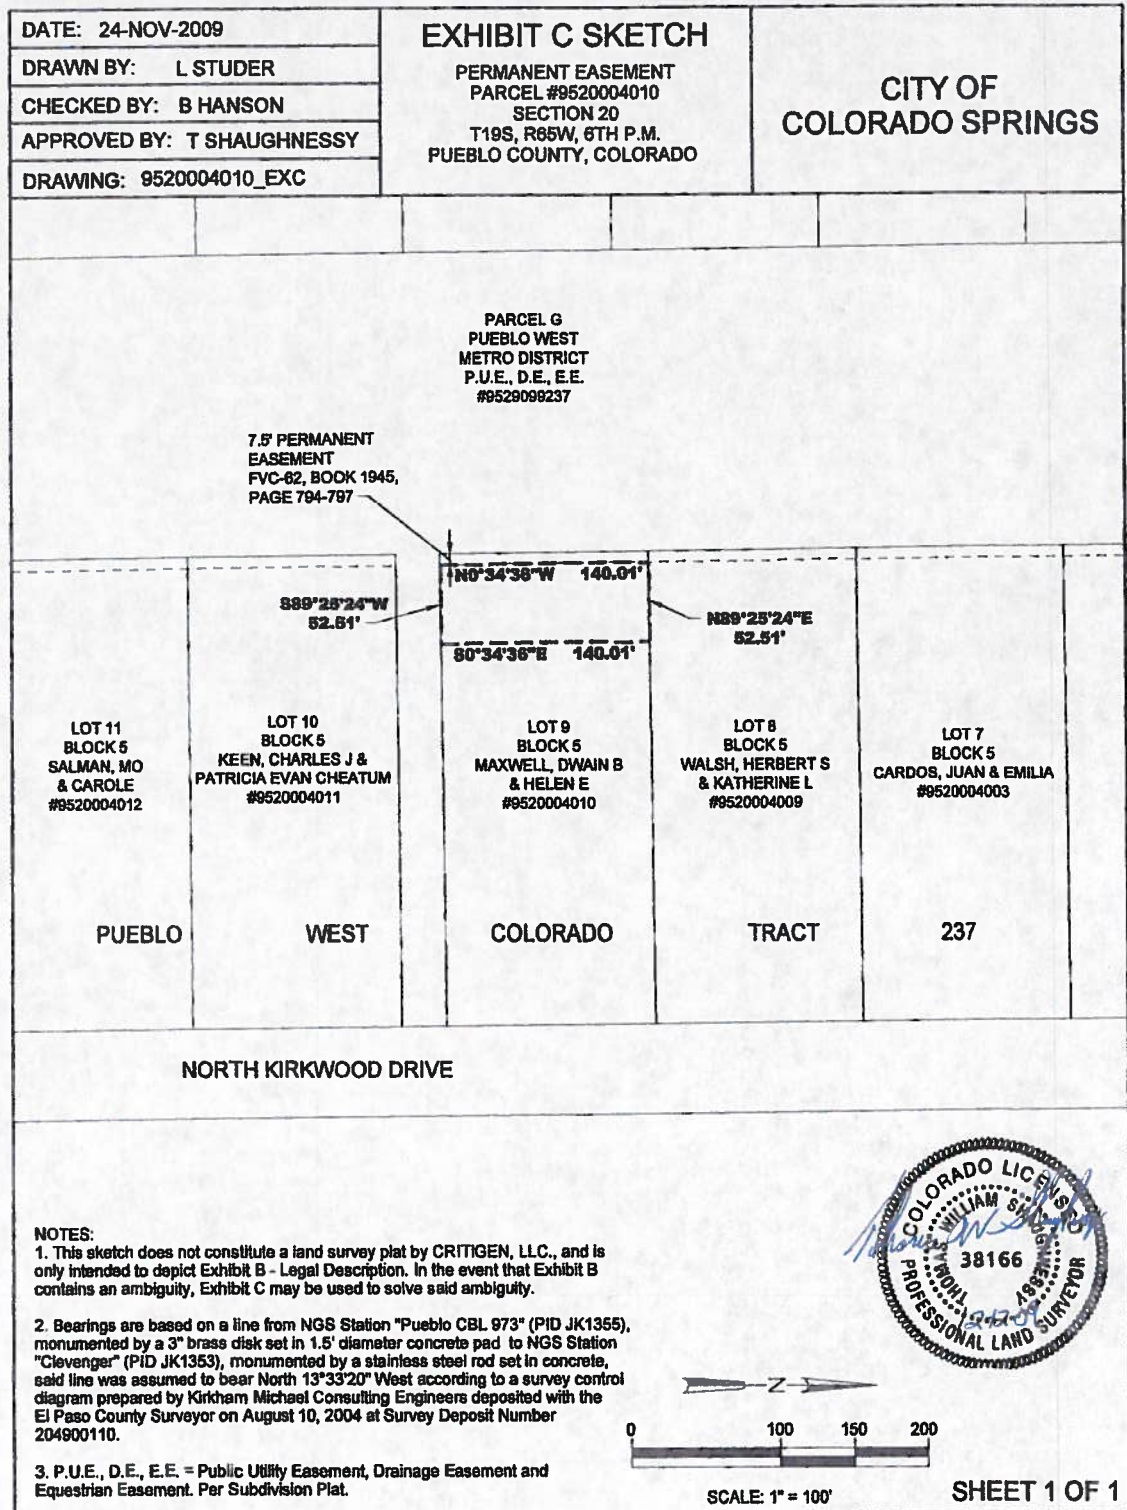 DATE: 24-NOV-2009
DRAWN BY: L STUDER
CHECKED BY: B HANSON
APPROVED BY: T SHAUGHNESSY
DRAWING: 9520004010_EXC
EXHIBIT C SKETCH
PERMANENT EASEMENT
PARCEL #9520004010
SECTION 20
T19S, R65W, 6TH P.M.
PUEBLO COUNTY, COLORADO
CITY OF
COLORADO SPRINGS
PARCEL G
PUEBLO WEST
METRO DISTRICT
P.U.E., D.E., E.E.
#9529099237
7.5' PERMANENT
EASEMENT
FVC-62, BOOK 1945,
PAGE 794-797
N0°34'36"W 140.01'
S89°25'24"W
52.51'
N89°25'24"E
52.51'
S0°34'36"E 140.01'
LOT 11
BLOCK 5
SALMAN, MO
& CAROLE
#9520004012
LOT 10
BLOCK 5
KEEN, CHARLES J &
PATRICIA EVAN CHEATUM
#9520004011
LOT 9
BLOCK 5
MAXWELL, DWAIN B
& HELEN E
#9520004010
LOT 8
BLOCK 5
WALSH, HERBERT S
& KATHERINE L
#9520004009
LOT 7
BLOCK 5
CARDOS, JUAN & EMILIA
#9520004003
PUEBLO WEST COLORADO TRACT 237
NORTH KIRKWOOD DRIVE
NOTES:
1. This sketch does not constitute a land survey plat by CRITIGEN, LLC., and is
only intended to depict Exhibit B - Legal Description. In the event that Exhibit B
contains an ambiguity, Exhibit C may be used to solve said ambiguity.
2. Bearings are based on a line from NGS Station "Pueblo CBL 973" (PID JK1355),
monumented by a 3" brass disk set in 1.5' diameter concrete pad to NGS Station
"Clevenger" (PID JK1353), monumented by a stainless steel rod set in concrete,
said line was assumed to bear North 13°33'20" West according to a survey control
diagram prepared by Kirkham Michael Consulting Engineers deposited with the
El Paso County Surveyor on August 10, 2004 at Survey Deposit Number
204900110.
3. P.U.E., D.E., E.E. = Public Utility Easement, Drainage Easement and
Equestrian Easement. Per Subdivision Plat.
COLORADO LICENSED
THOMAS WILLIAM SHAUGHNESSY
38166
PROFESSIONAL LAND SURVEYOR
Z
0 100 150 200
SCALE: 1" = 100'
SHEET 1 OF 1